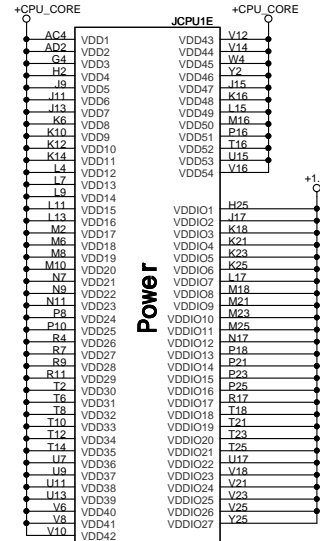 +CPU_CORE +CPU_CORE
JCPU1E
AC4 VDD1 VDD43 V12
AD2 VDD2 VDD44 V14
G4 VDD3 VDD45 W4
H2 VDD4 VDD46 Y2
J9 VDD5 VDD47 J15
J11 VDD6 VDD48 K16
J13 VDD7 VDD49 L15
K6 VDD8 VDD50 M16
K10 VDD9 VDD51 P16
K12 VDD10 VDD52 T16
K14 VDD11 VDD53 U15
L4 VDD12 VDD54 V16
L7 VDD13
+1.
L9 VDD14
L11 VDD15 VDDIO1 H25
L13 VDD16 VDDIO2 J17
M2 VDD17 VDDIO3 K18
M6 VDD18 VDDIO4 K21
M8 VDD19 VDDIO5 K23
M10 VDD20 VDDIO6 K25
N7 VDD21 VDDIO7 L17
N9 VDD22 VDDIO8 M18
N11 VDD23 VDDIO9 M21
P8 VDD24 VDDIO10 M23
P10 VDD25 VDDIO11 M25
R4 VDD26 VDDIO12 N17
R7 VDD27 VDDIO13 P18
R9 VDD28 VDDIO14 P21
R11 VDD29 VDDIO15 P23
T2 VDD30 VDDIO16 P25
T6 VDD31 VDDIO17 R17
T8 VDD32 VDDIO18 T18
T10 VDD33 VDDIO19 T21
T12 VDD34 VDDIO20 T23
T14 VDD35 VDDIO21 T25
U7 VDD36 VDDIO22 U17
U9 VDD37 VDDIO23 V18
U11 VDD38 VDDIO24 V21
U13 VDD39 VDDIO25 V23
V6 VDD40 VDDIO26 V25
V8 VDD41 VDDIO27 Y25
V10 VDD42
Power